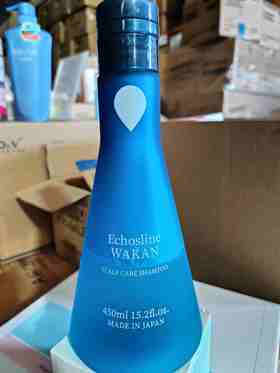 Echosline
WAKAN
SCALP CARE SHAMPOO
450ml 15.2fl.oz.
MADE IN JAPAN